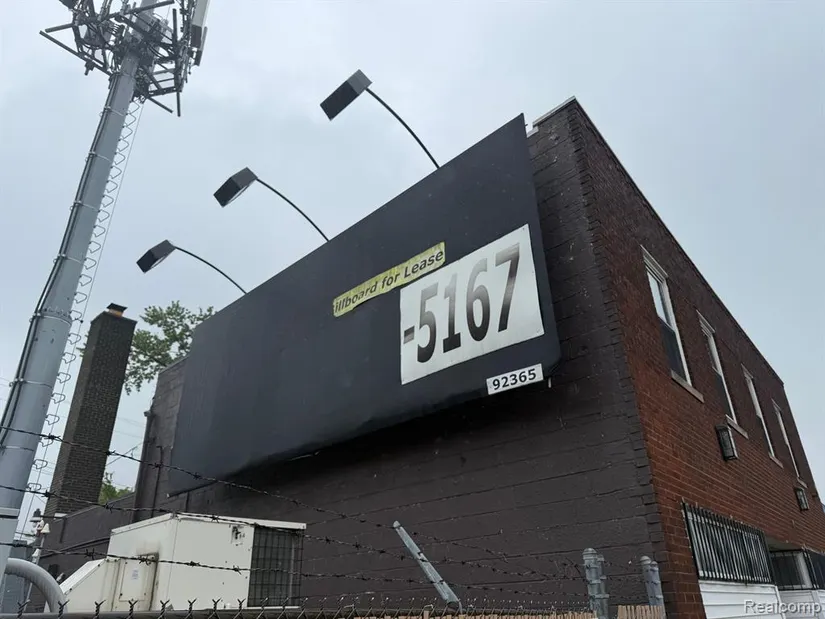 illboard for Lease
-5167
92365
Realcomp